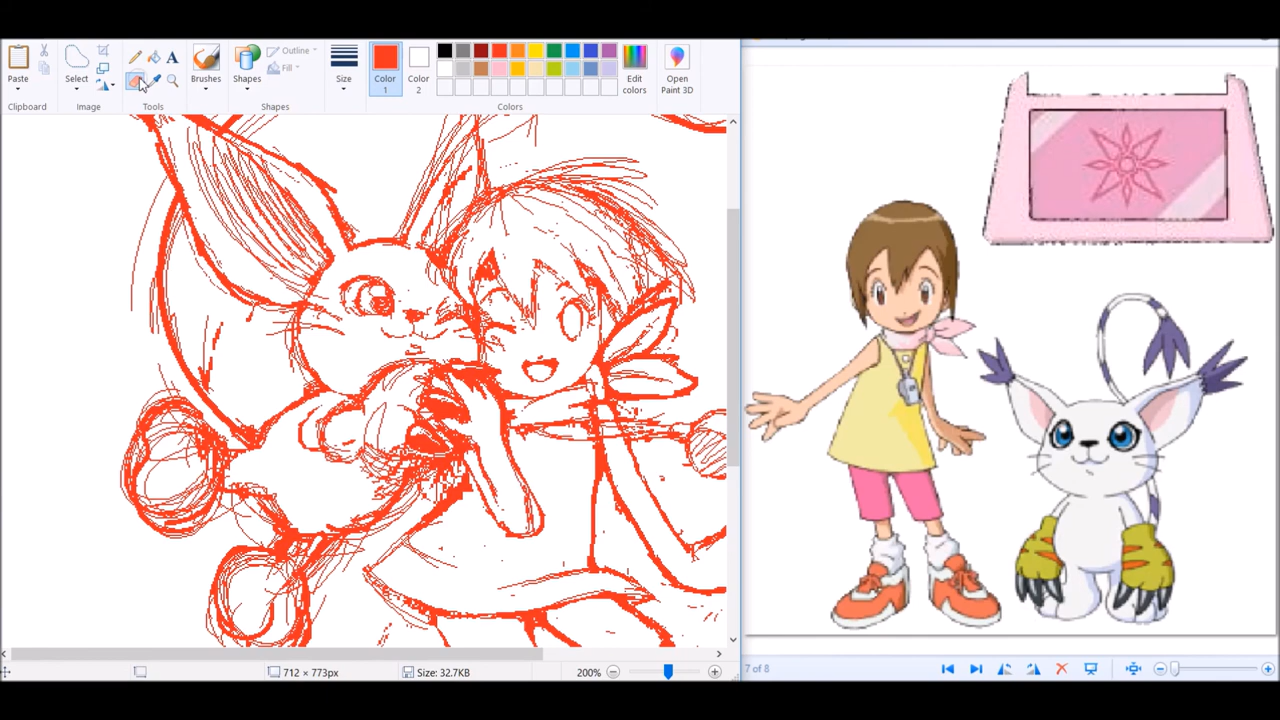 Paste
Select
Brushes
Shapes
Outline
Fill
Size
Color
1
Color
2
Edit
colors
Open
Paint 3D
Clipboard
Image
Tools
Shapes
Colors
712 × 773px
Size: 32.7KB
200%
7 of 8